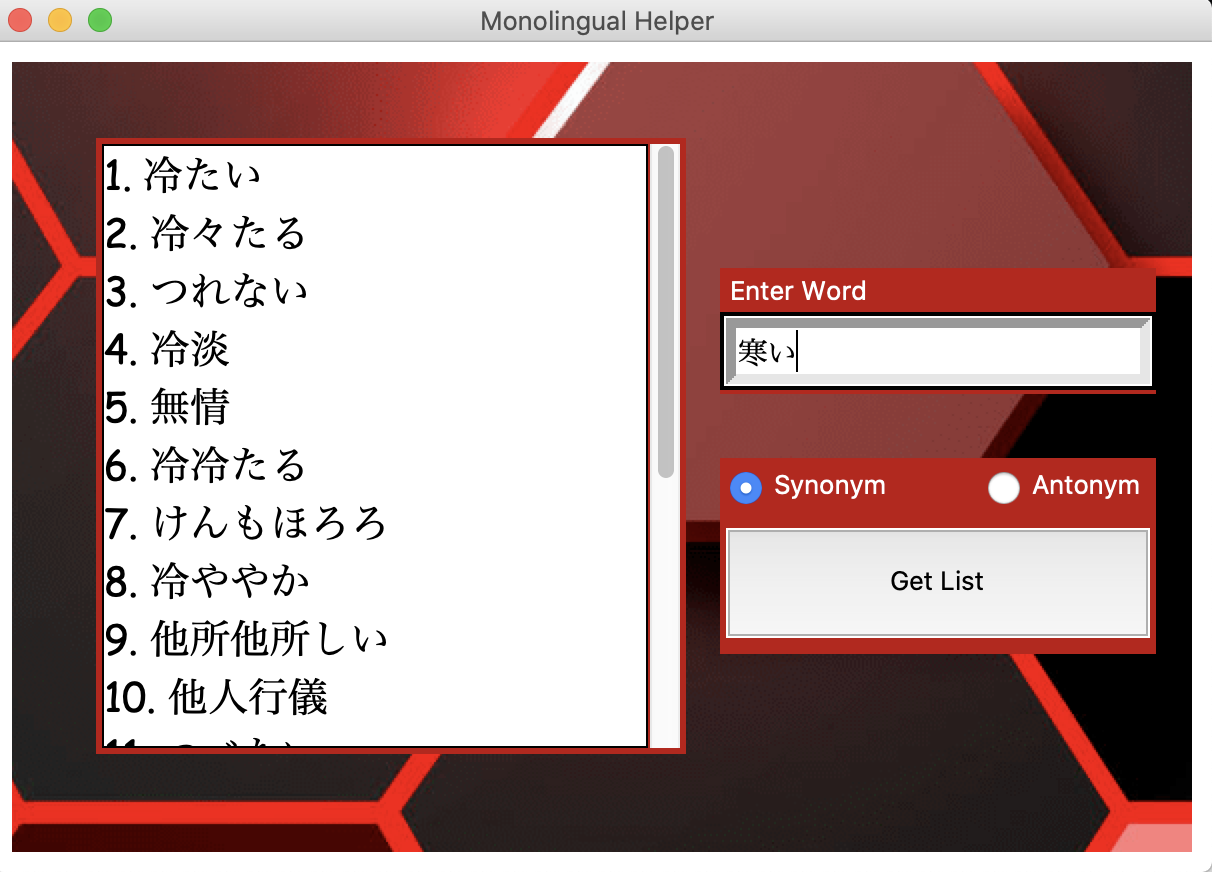 Monolingual Helper
1. 冷たい
2. 冷々たる
3. つれない
4. 冷淡
5. 無情
6. 冷冷たる
7. けんもほろろ
8. 冷ややか
9. 他所他所しい
10. 他人行儀
Enter Word
寒い
Synonym
Antonym
Get List